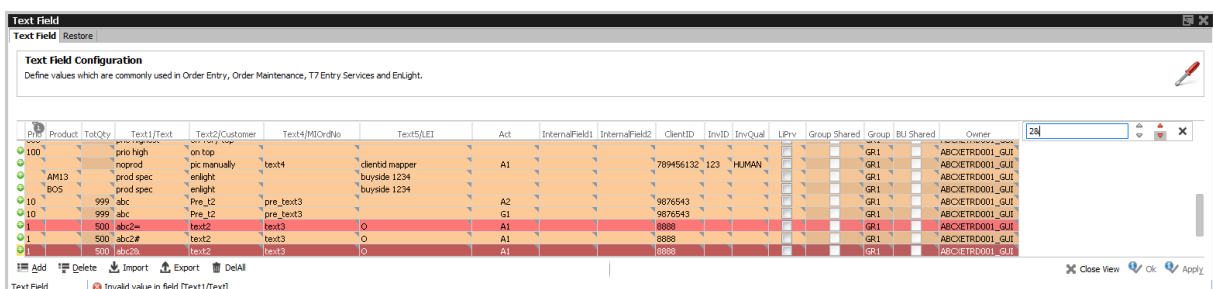 Text Field
Text Field Restore
Text Field Configuration
Define values which are commonly used in Order Entry, Order Maintenance, T7 Entry Services and EnLight.
1
Prio Product TotQty Text1/Text Text2/Customer Text4/MIOrdNo Text5/LEI Act InternalField1 InternalField2 ClientID InvID InvQual LiPrv Group Shared Group BU Shared Owner 28
100 prio high on top GR1 ABCXETRD001_GUI
noprod pic manually text4 clientid mapper A1 789456132 123 HUMAN GR1 ABCXETRD001_GUI
AM13 prod spec enlight buyside 1234 GR1 ABCXETRD001_GUI
BOS prod spec enlight buyside 1234 GR1 ABCXETRD001_GUI
10 999 abc Pre_t2 pre_text3 A2 9876543 GR1 ABCXETRD001_GUI
10 999 abc Pre_t2 pre_text3 G1 9876543 GR1 ABCXETRD001_GUI
1 500 abc2= text2 text3 O A1 8888 GR1 ABCXETRD001_GUI
1 500 abc2# text2 text3 O A1 8888 GR1 ABCXETRD001_GUI
1 500 abc2& text2 text3 O A1 8888 GR1 ABCXETRD001_GUI
Add Delete Import Export DelAll Close View Ok Apply
Text Field Invalid value in field [Text1/Text]